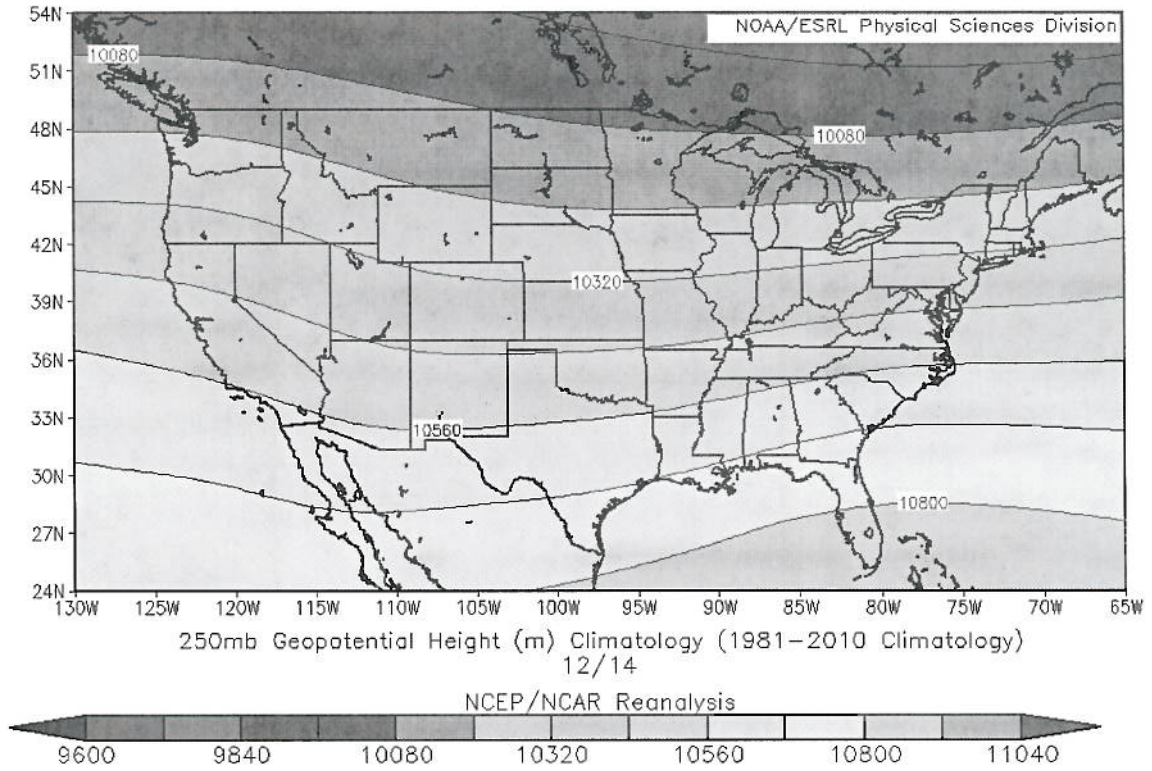 54N
NOAA/ESRL Physical Sciences Division
10080
51N
48N
10080
45N
42N
10320
39N
36N
33N
10560
30N
10800
27N
24N
130W 125W 120W 115W 110W 105W 100W 95W 90W 85W 80W 75W 70W 65W
250mb Geopotential Height (m) Climatology (1981-2010 Climatology)
12/14
NCEP/NCAR Reanalysis
9600 9840 10080 10320 10560 10800 11040